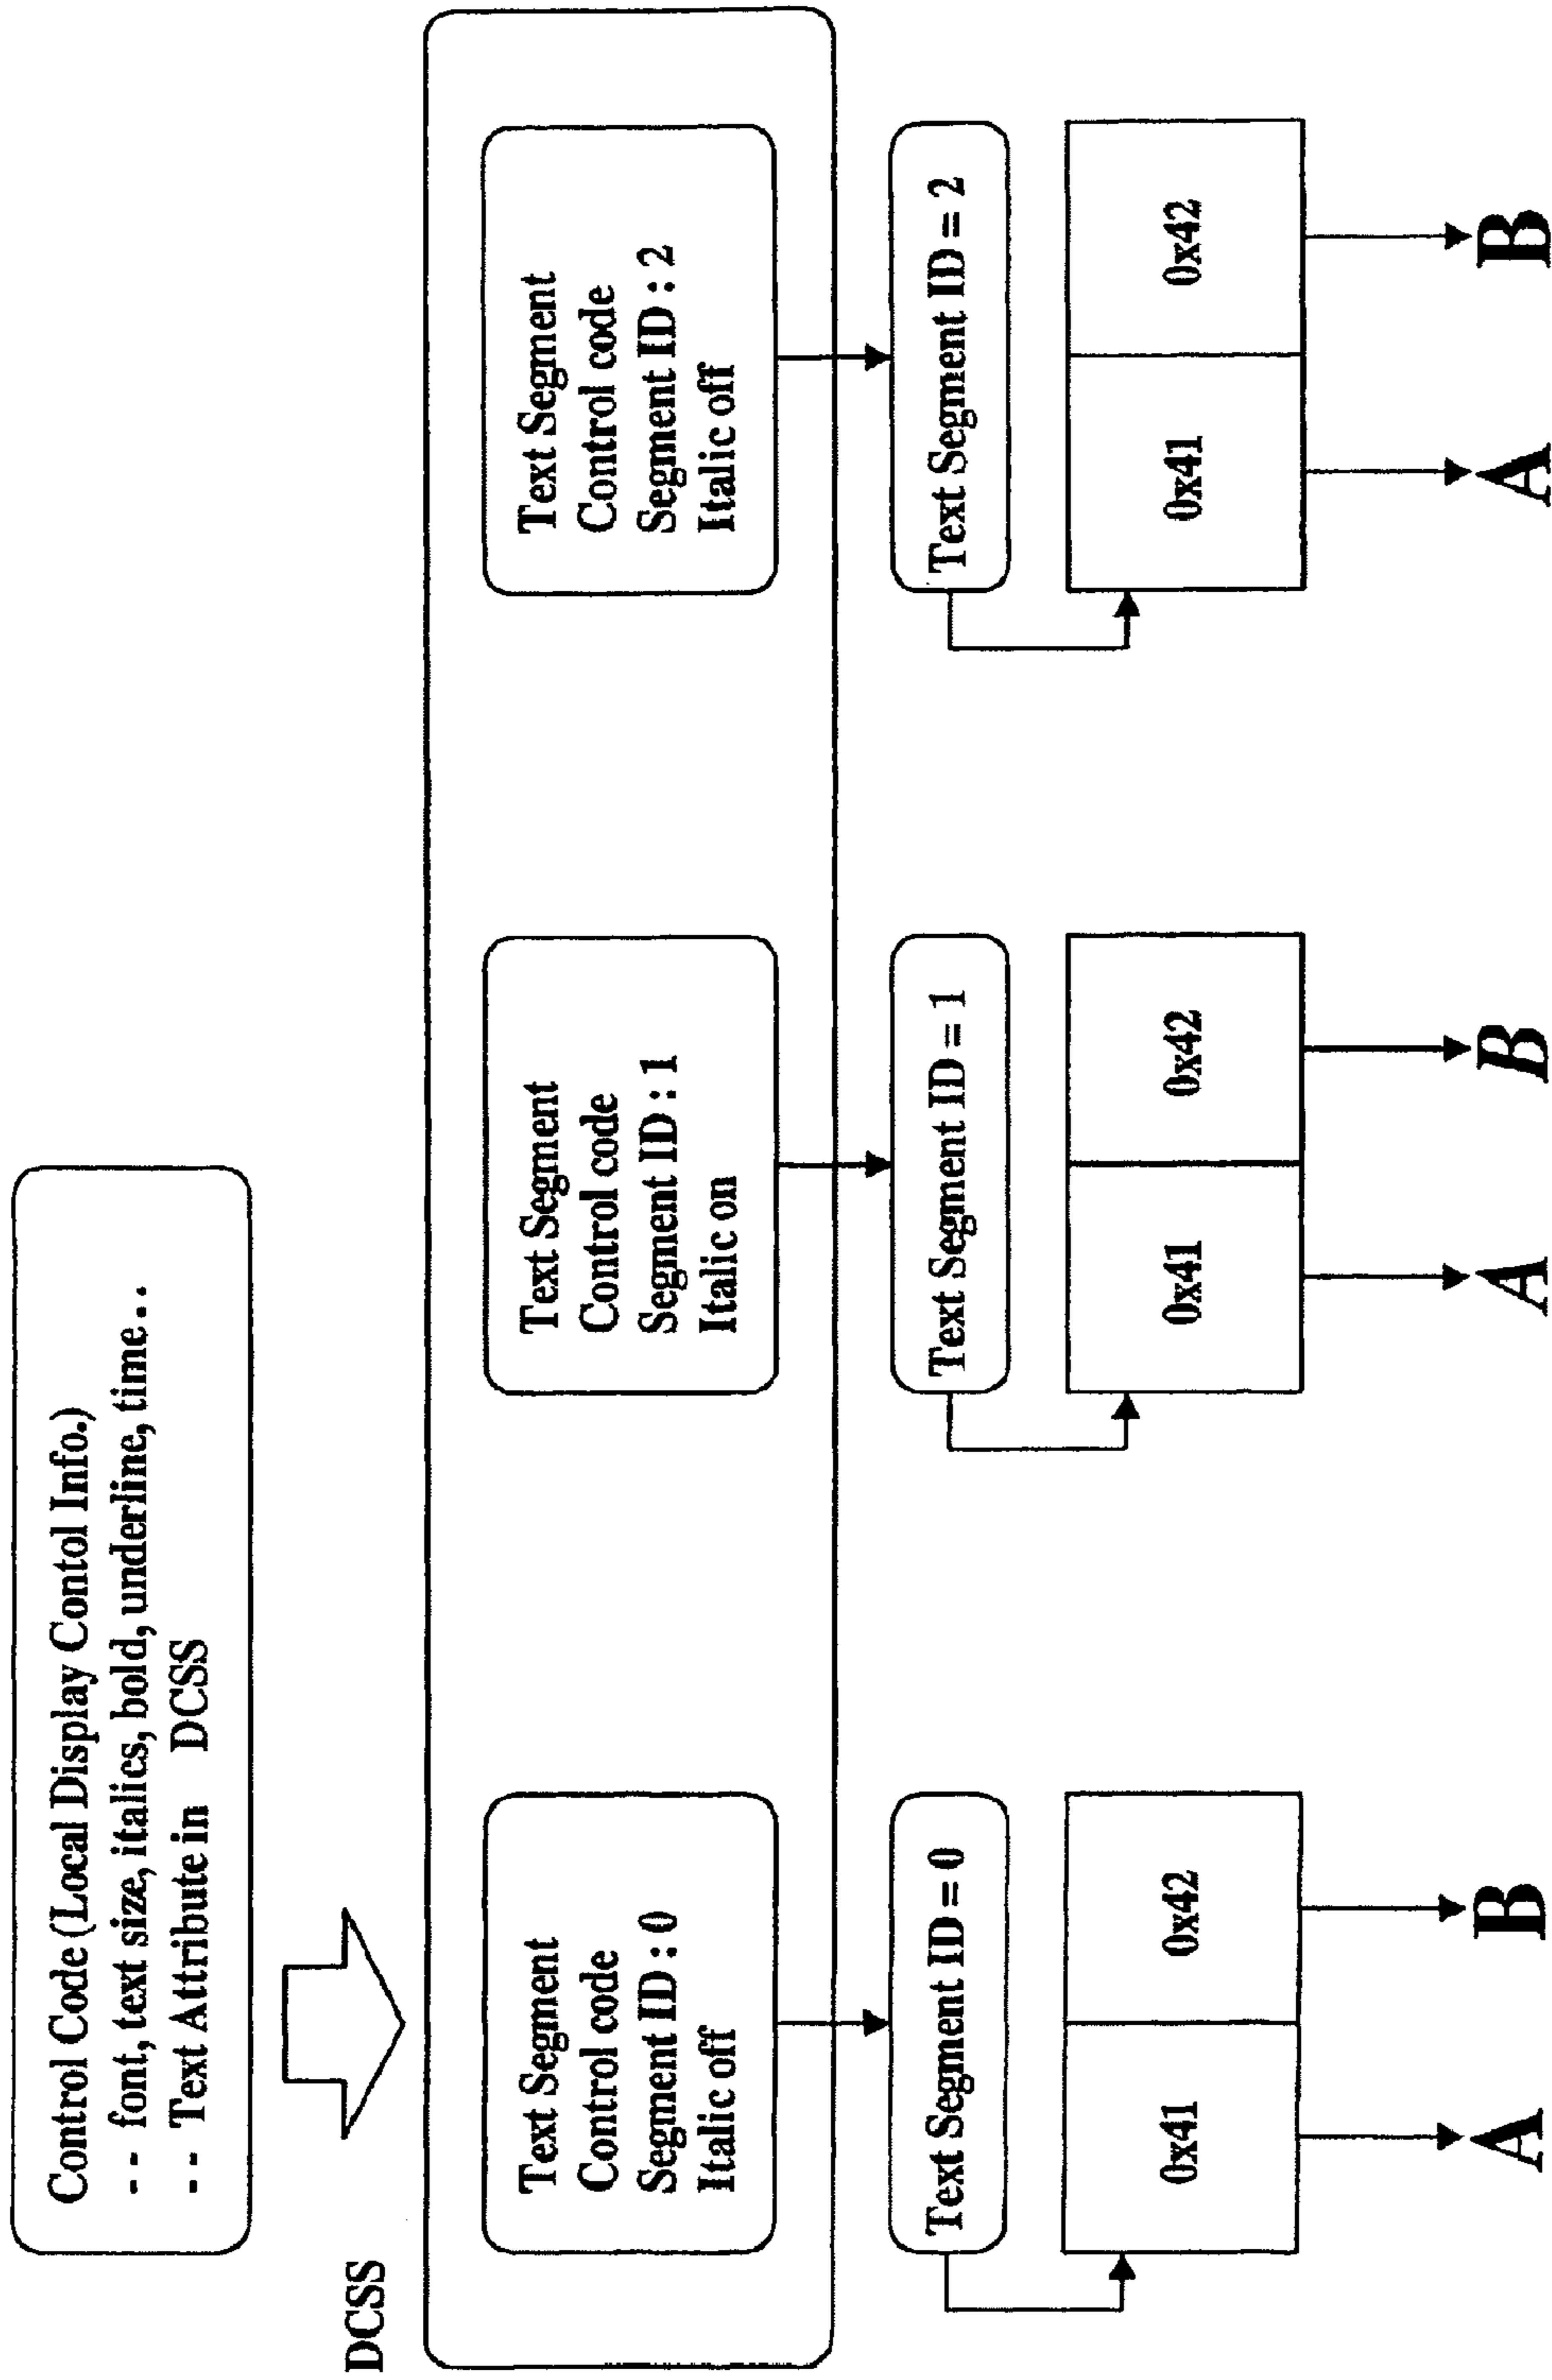 Control Code (Local Display Contol Info.)
-- font, text size, italics, bold, underline, time..
-- Text Attribute in DCSS
DCSS
Text Segment
Control code
Segment ID : 0
Italic off
Text Segment
Control code
Segment ID : 1
Italic on
Text Segment
Control code
Segment ID : 2
Italic off
Text Segment ID = 0
Text Segment ID = 1
Text Segment ID = 2
0x41
0x42
0x41
0x42
0x41
0x42
A
B
A
B
A
B